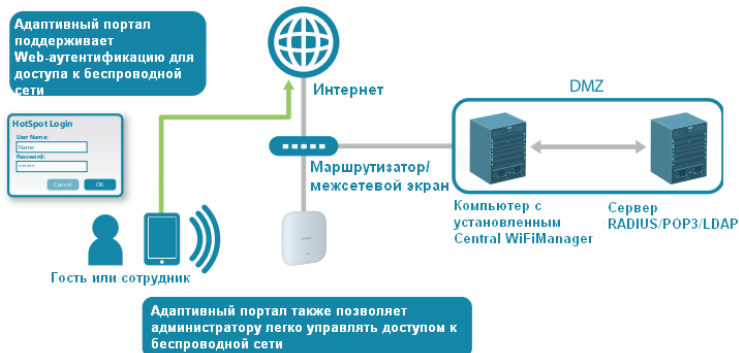 Адаптивный портал
поддерживает
Web-аутентификацию для
доступа к беспроводной
сети
Интернет
DMZ
HotSpot Login
User Name:
Name
Password:
Cancel
OK
Маршрутизатор/
межсетевой экран
Компьютер с
установленным
Central WiFiManager
Сервер
RADIUS/POP3/LDAP
Гость или сотрудник
Адаптивный портал также позволяет
администратору легко управлять доступом к
беспроводной сети